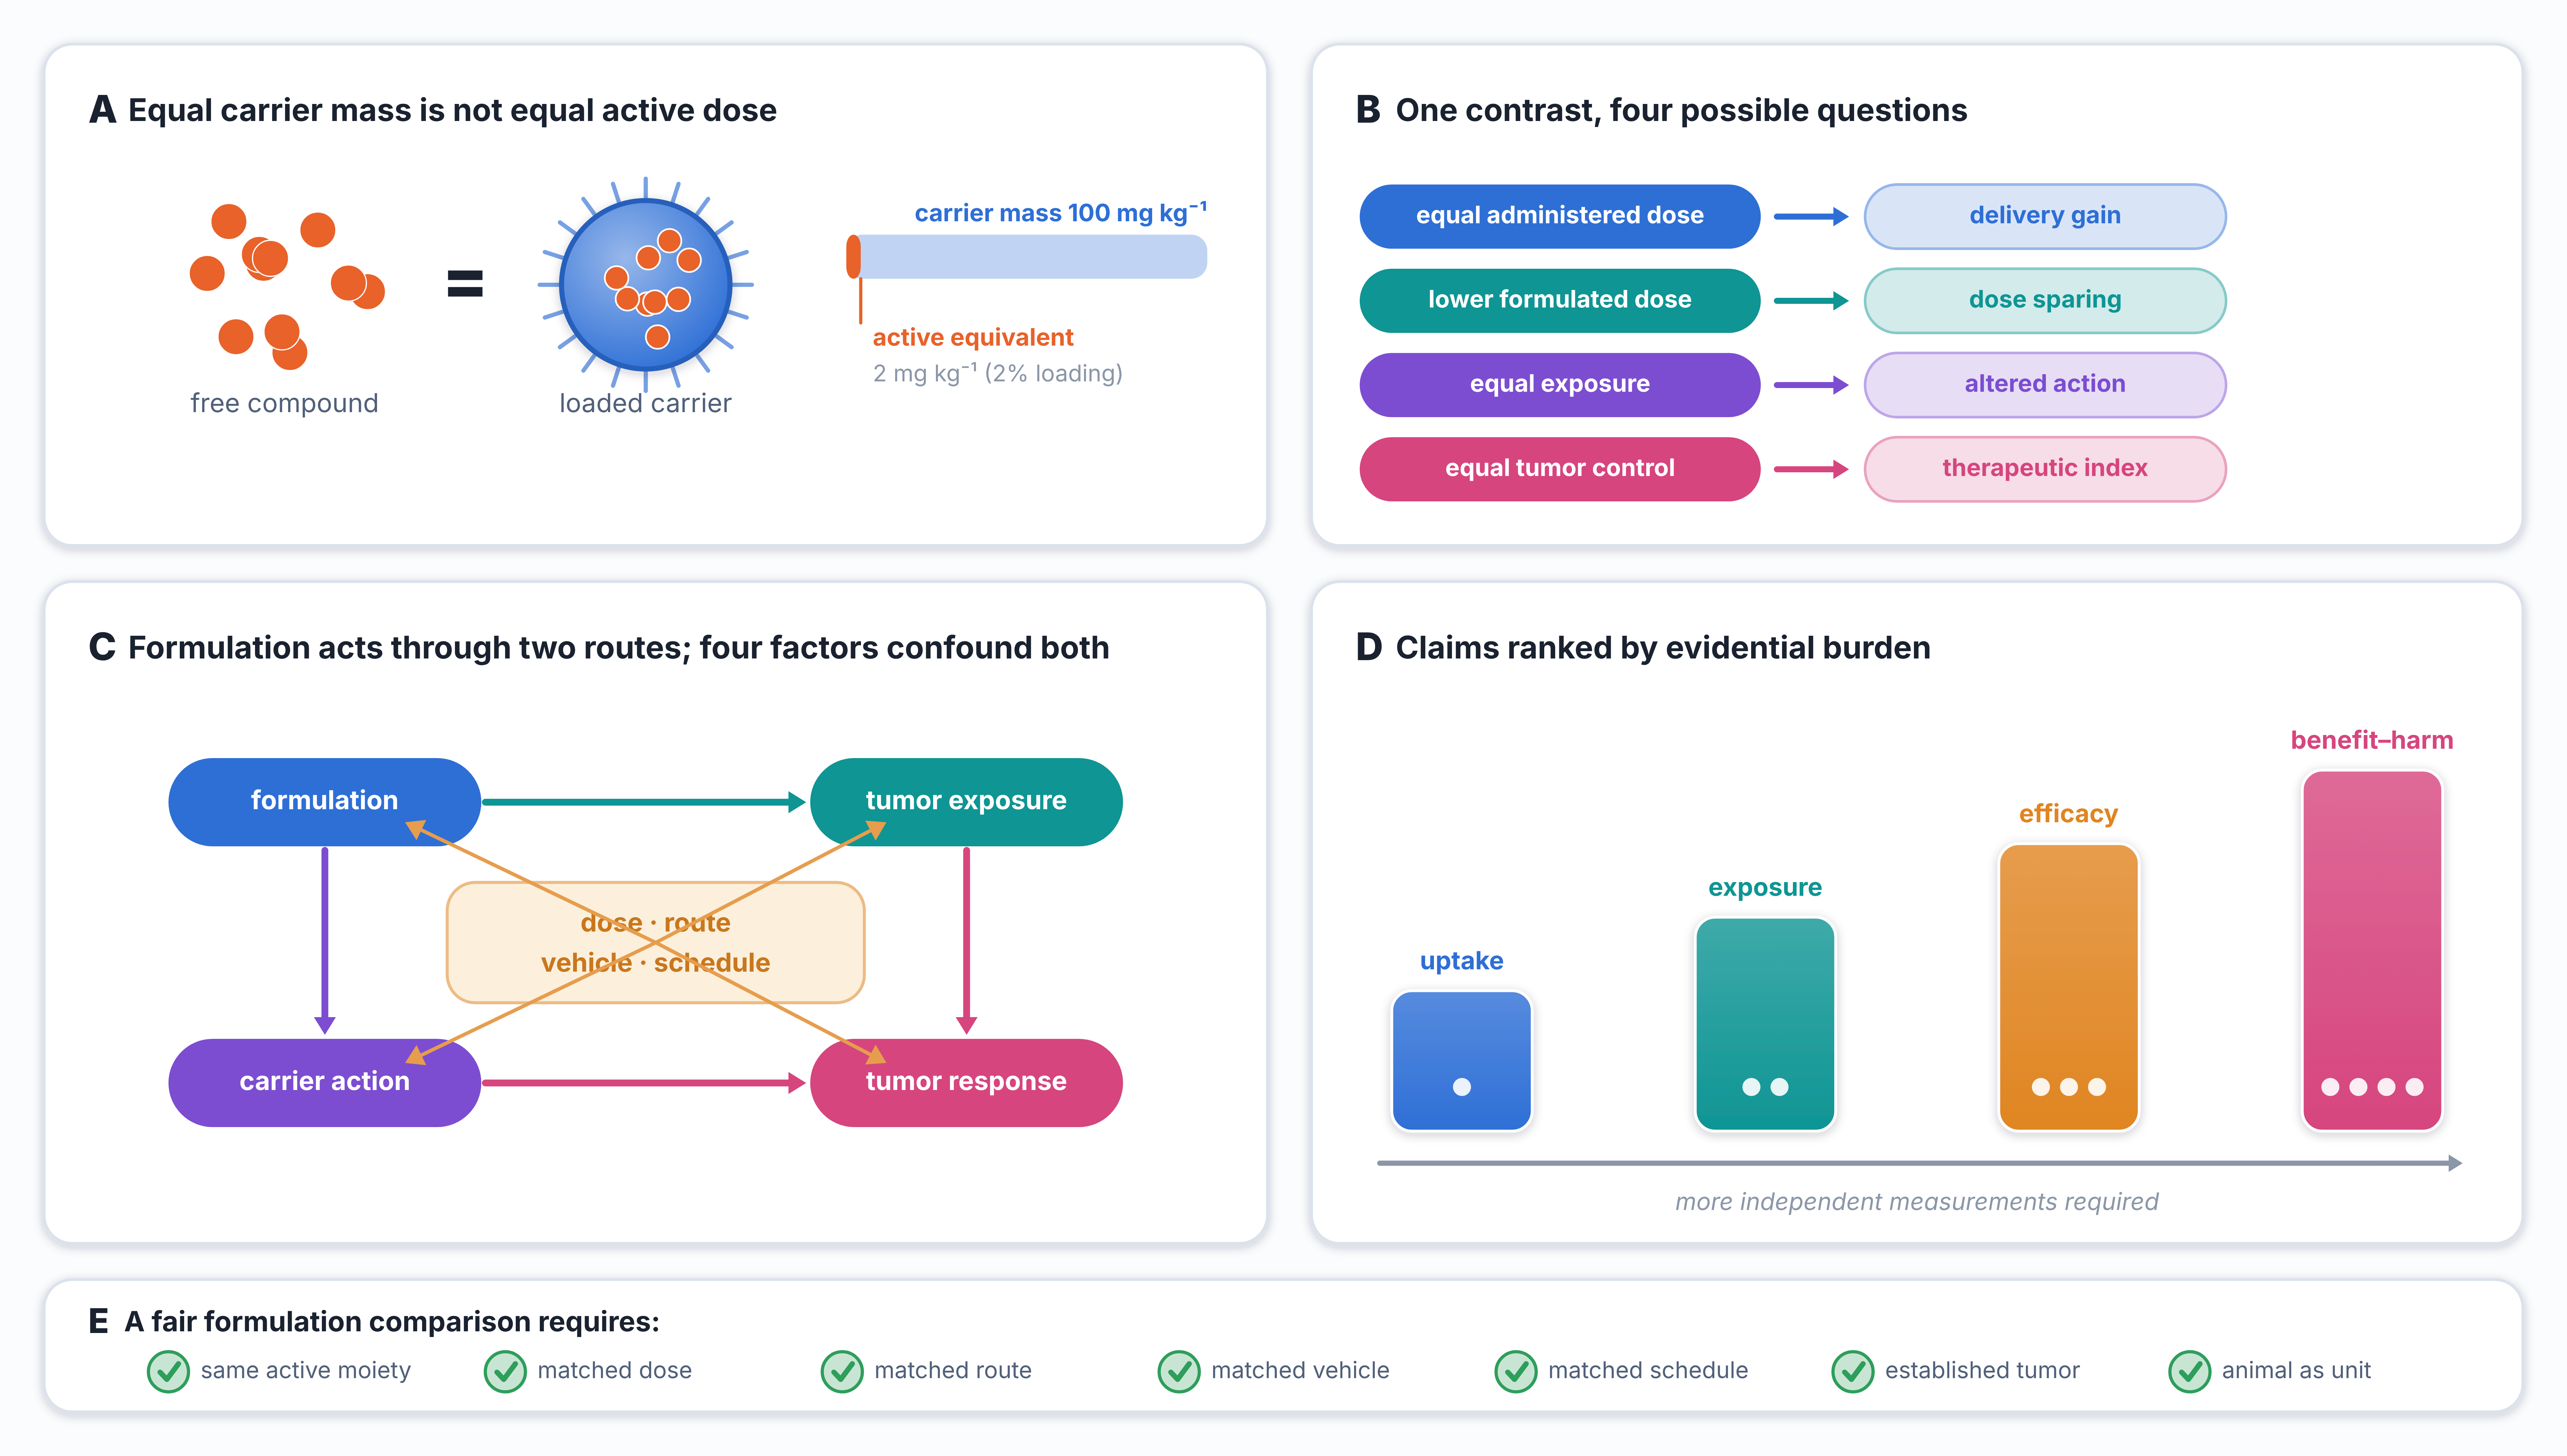 A Equal carrier mass is not equal active dose
=
free compound
loaded carrier
carrier mass 100 mg kg⁻¹
active equivalent
2 mg kg⁻¹ (2% loading)
B One contrast, four possible questions
equal administered dose
delivery gain
lower formulated dose
dose sparing
equal exposure
altered action
equal tumor control
therapeutic index
C Formulation acts through two routes; four factors confound both
formulation
tumor exposure
dose · route
vehicle · schedule
carrier action
tumor response
D Claims ranked by evidential burden
uptake
exposure
efficacy
benefit–harm
more independent measurements required
E A fair formulation comparison requires:
same active moiety
matched dose
matched route
matched vehicle
matched schedule
established tumor
animal as unit